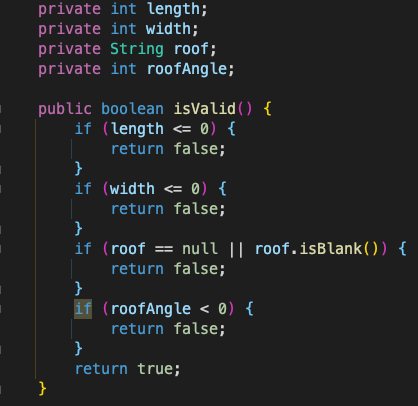 private int length;
private int width;
private String roof;
private int roofAngle;

public boolean isValid() {
    if (length <= 0) {
        return false;
    }
    if (width <= 0) {
        return false;
    }
    if (roof == null || roof.isBlank()) {
        return false;
    }
    if (roofAngle < 0) {
        return false;
    }
    return true;
}